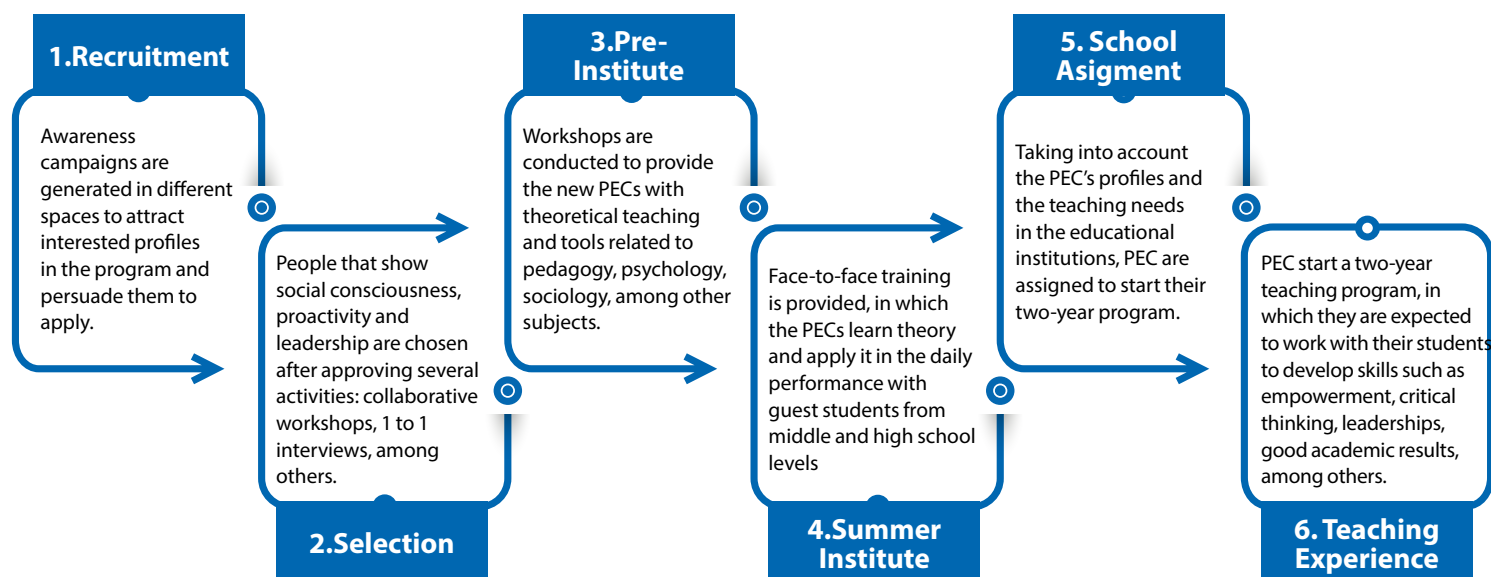 1.Recruitment
Awareness
campaigns are
generated in different
spaces to attract
interested profiles
in the program and
persuade them to
apply.
People that show
social consciousness,
proactivity and
leadership are chosen
after approving several
activities: collaborative
workshops, 1 to 1
interviews, among
others.
2.Selection
3.Pre-
Institute
Workshops are
conducted to provide
the new PECs with
theoretical teaching
and tools related to
pedagogy, psychology,
sociology, among other
subjects.
Face-to-face training
is provided, in which
the PECs learn theory
and apply it in the daily
performance with
guest students from
middle and high school
levels
4.Summer
Institute
5. School
Asigment
Taking into account
the PEC’s profiles and
the teaching needs
in the educational
institutions, PEC are
assigned to start their
two-year program.
PEC start a two-year
teaching program, in
which they are expected
to work with their students
to develop skills such as
empowerment, critical
thinking, leaderships,
good academic results,
among others.
6. Teaching
Experience